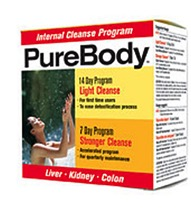 Internal Cleanse Program
PureBody™
14 Day Program
Light Cleanse
• For first time users
• To ease detoxification process
7 Day Program
Stronger Cleanse
• Accelerated program
• For quarterly maintenance
Liver • Kidney • Colon